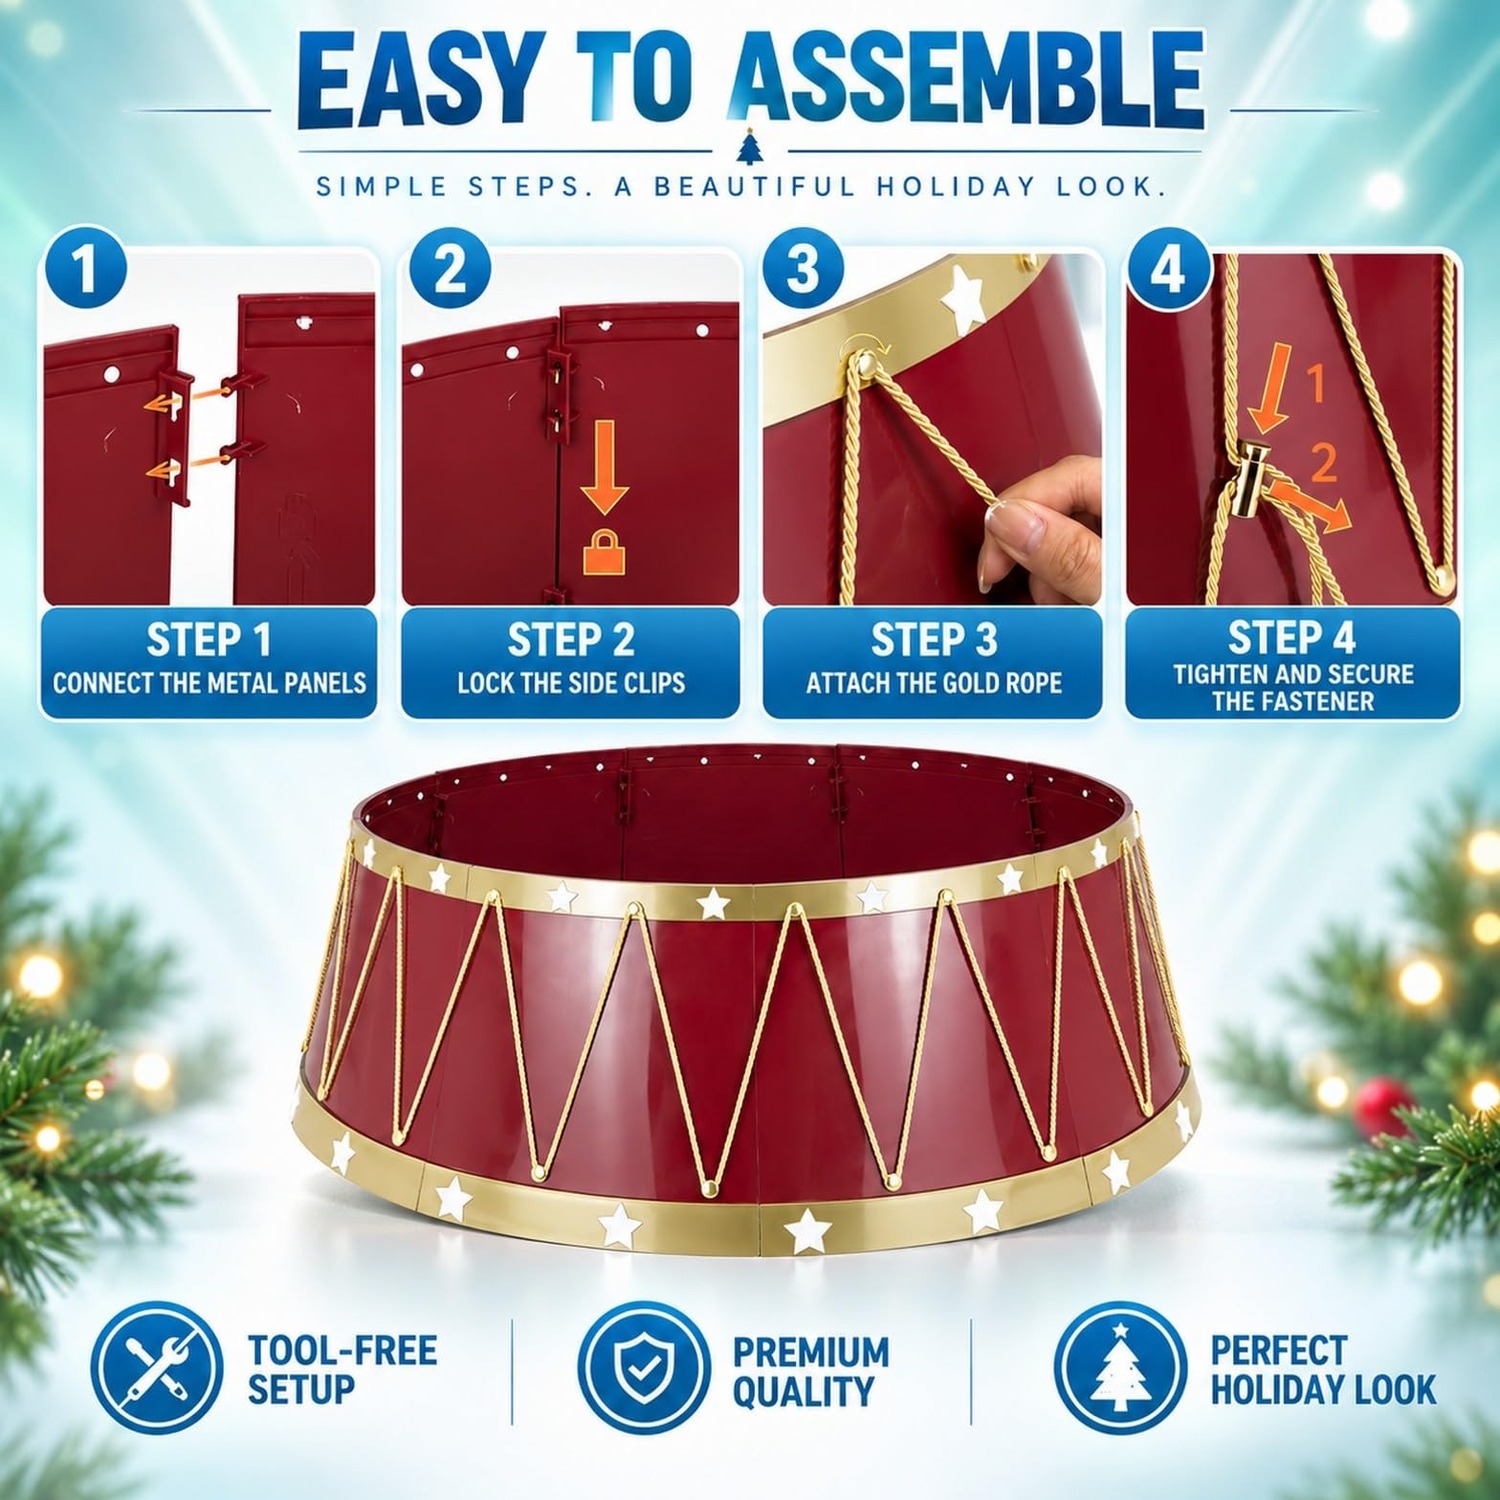 EASY TO ASSEMBLE
SIMPLE STEPS. A BEAUTIFUL HOLIDAY LOOK.
1
2
3
4
1
2
STEP 1
CONNECT THE METAL PANELS
STEP 2
LOCK THE SIDE CLIPS
STEP 3
ATTACH THE GOLD ROPE
STEP 4
TIGHTEN AND SECURE
THE FASTENER
TOOL-FREE
SETUP
PREMIUM
QUALITY
PERFECT
HOLIDAY LOOK